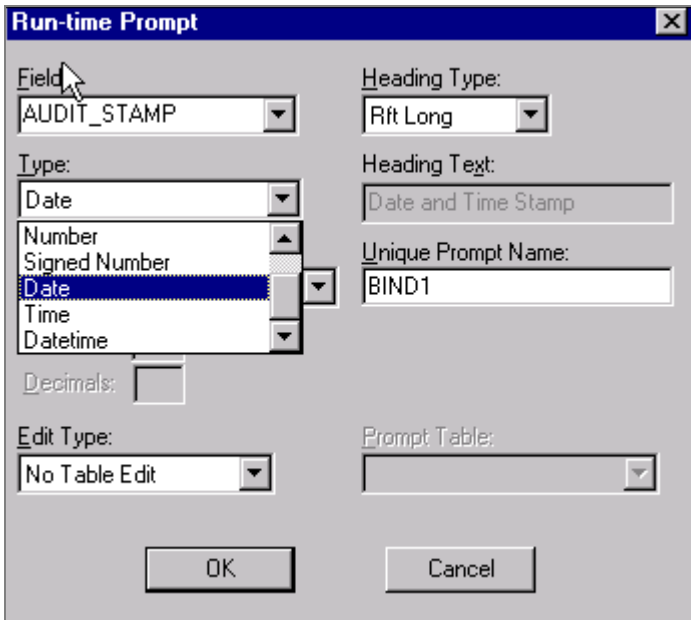 Run-time Prompt
Field
AUDIT_STAMP
Heading Type:
Rft Long
Type:
Date
Heading Text:
Date and Time Stamp
Number
Signed Number
Date
Time
Datetime
Unique Prompt Name:
BIND1
Decimals:
Edit Type:
No Table Edit
Prompt Table:
OK
Cancel